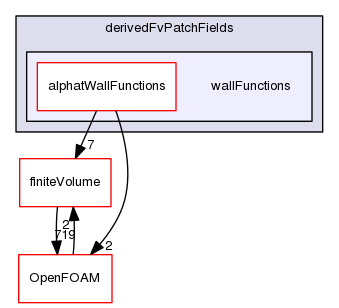 derivedFvPatchFields
alphatWallFunctions wallFunctions
7
finiteVolume
2
719
2
OpenFOAM